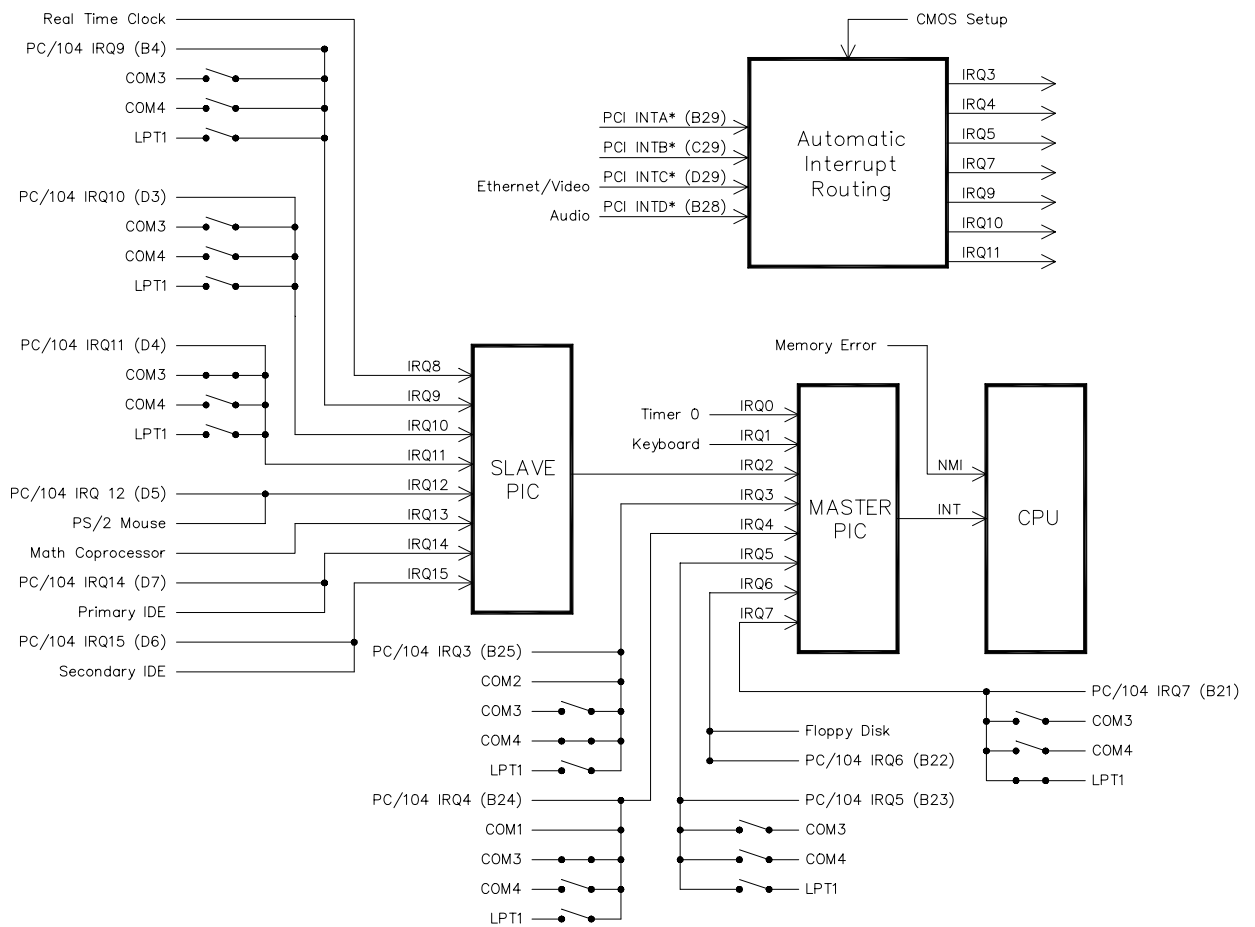 Real Time Clock
PC/104 IRQ9 (B4)
COM3
COM4
LPT1
PC/104 IRQ10 (D3)
COM3
COM4
LPT1
PC/104 IRQ11 (D4)
COM3
COM4
LPT1
PC/104 IRQ 12 (D5)
PS/2 Mouse
Math Coprocessor
PC/104 IRQ14 (D7)
Primary IDE
PC/104 IRQ15 (D6)
Secondary IDE
IRQ8
IRQ9
IRQ10
IRQ11
IRQ12
IRQ13
IRQ14
IRQ15
SLAVE
PIC
CMOS Setup
PCI INTA* (B29)
PCI INTB* (C29)
Ethernet/Video
PCI INTC* (D29)
Audio
PCI INTD* (B28)
Automatic
Interrupt
Routing
IRQ3
IRQ4
IRQ5
IRQ7
IRQ9
IRQ10
IRQ11
Memory Error
Timer 0
Keyboard
IRQ0
IRQ1
IRQ2
IRQ3
IRQ4
IRQ5
IRQ6
IRQ7
MASTER
PIC
NMI
INT
CPU
PC/104 IRQ3 (B25)
COM2
COM3
COM4
LPT1
PC/104 IRQ4 (B24)
COM1
COM3
COM4
LPT1
Floppy Disk
PC/104 IRQ6 (B22)
PC/104 IRQ5 (B23)
COM3
COM4
LPT1
PC/104 IRQ7 (B21)
COM3
COM4
LPT1